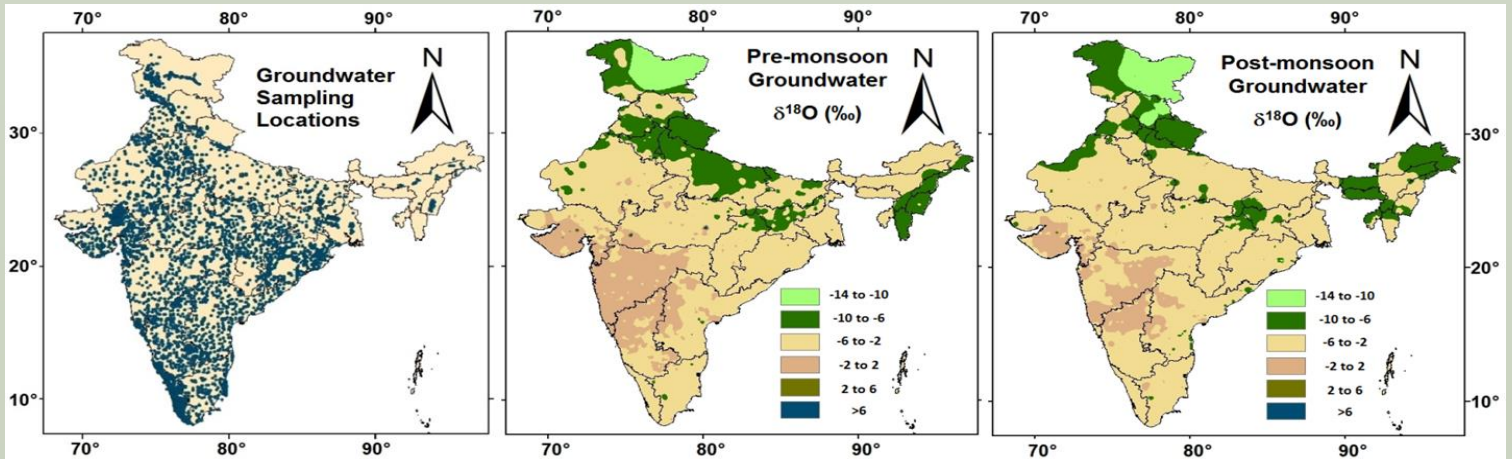 70° 80° 90°
N
Groundwater
Sampling
Locations
30°
20°
10°
70° 80° 90°
70° 80° 90°
Pre-monsoon
Groundwater
δ¹⁸O (‰)
N
-14 to -10
-10 to -6
-6 to -2
-2 to 2
2 to 6
>6
70° 80° 90°
70° 80° 90°
Post-monsoon
Groundwater
δ¹⁸O (‰)
N
30°
20°
10°
-14 to -10
-10 to -6
-6 to -2
-2 to 2
2 to 6
>6
70° 80° 90°